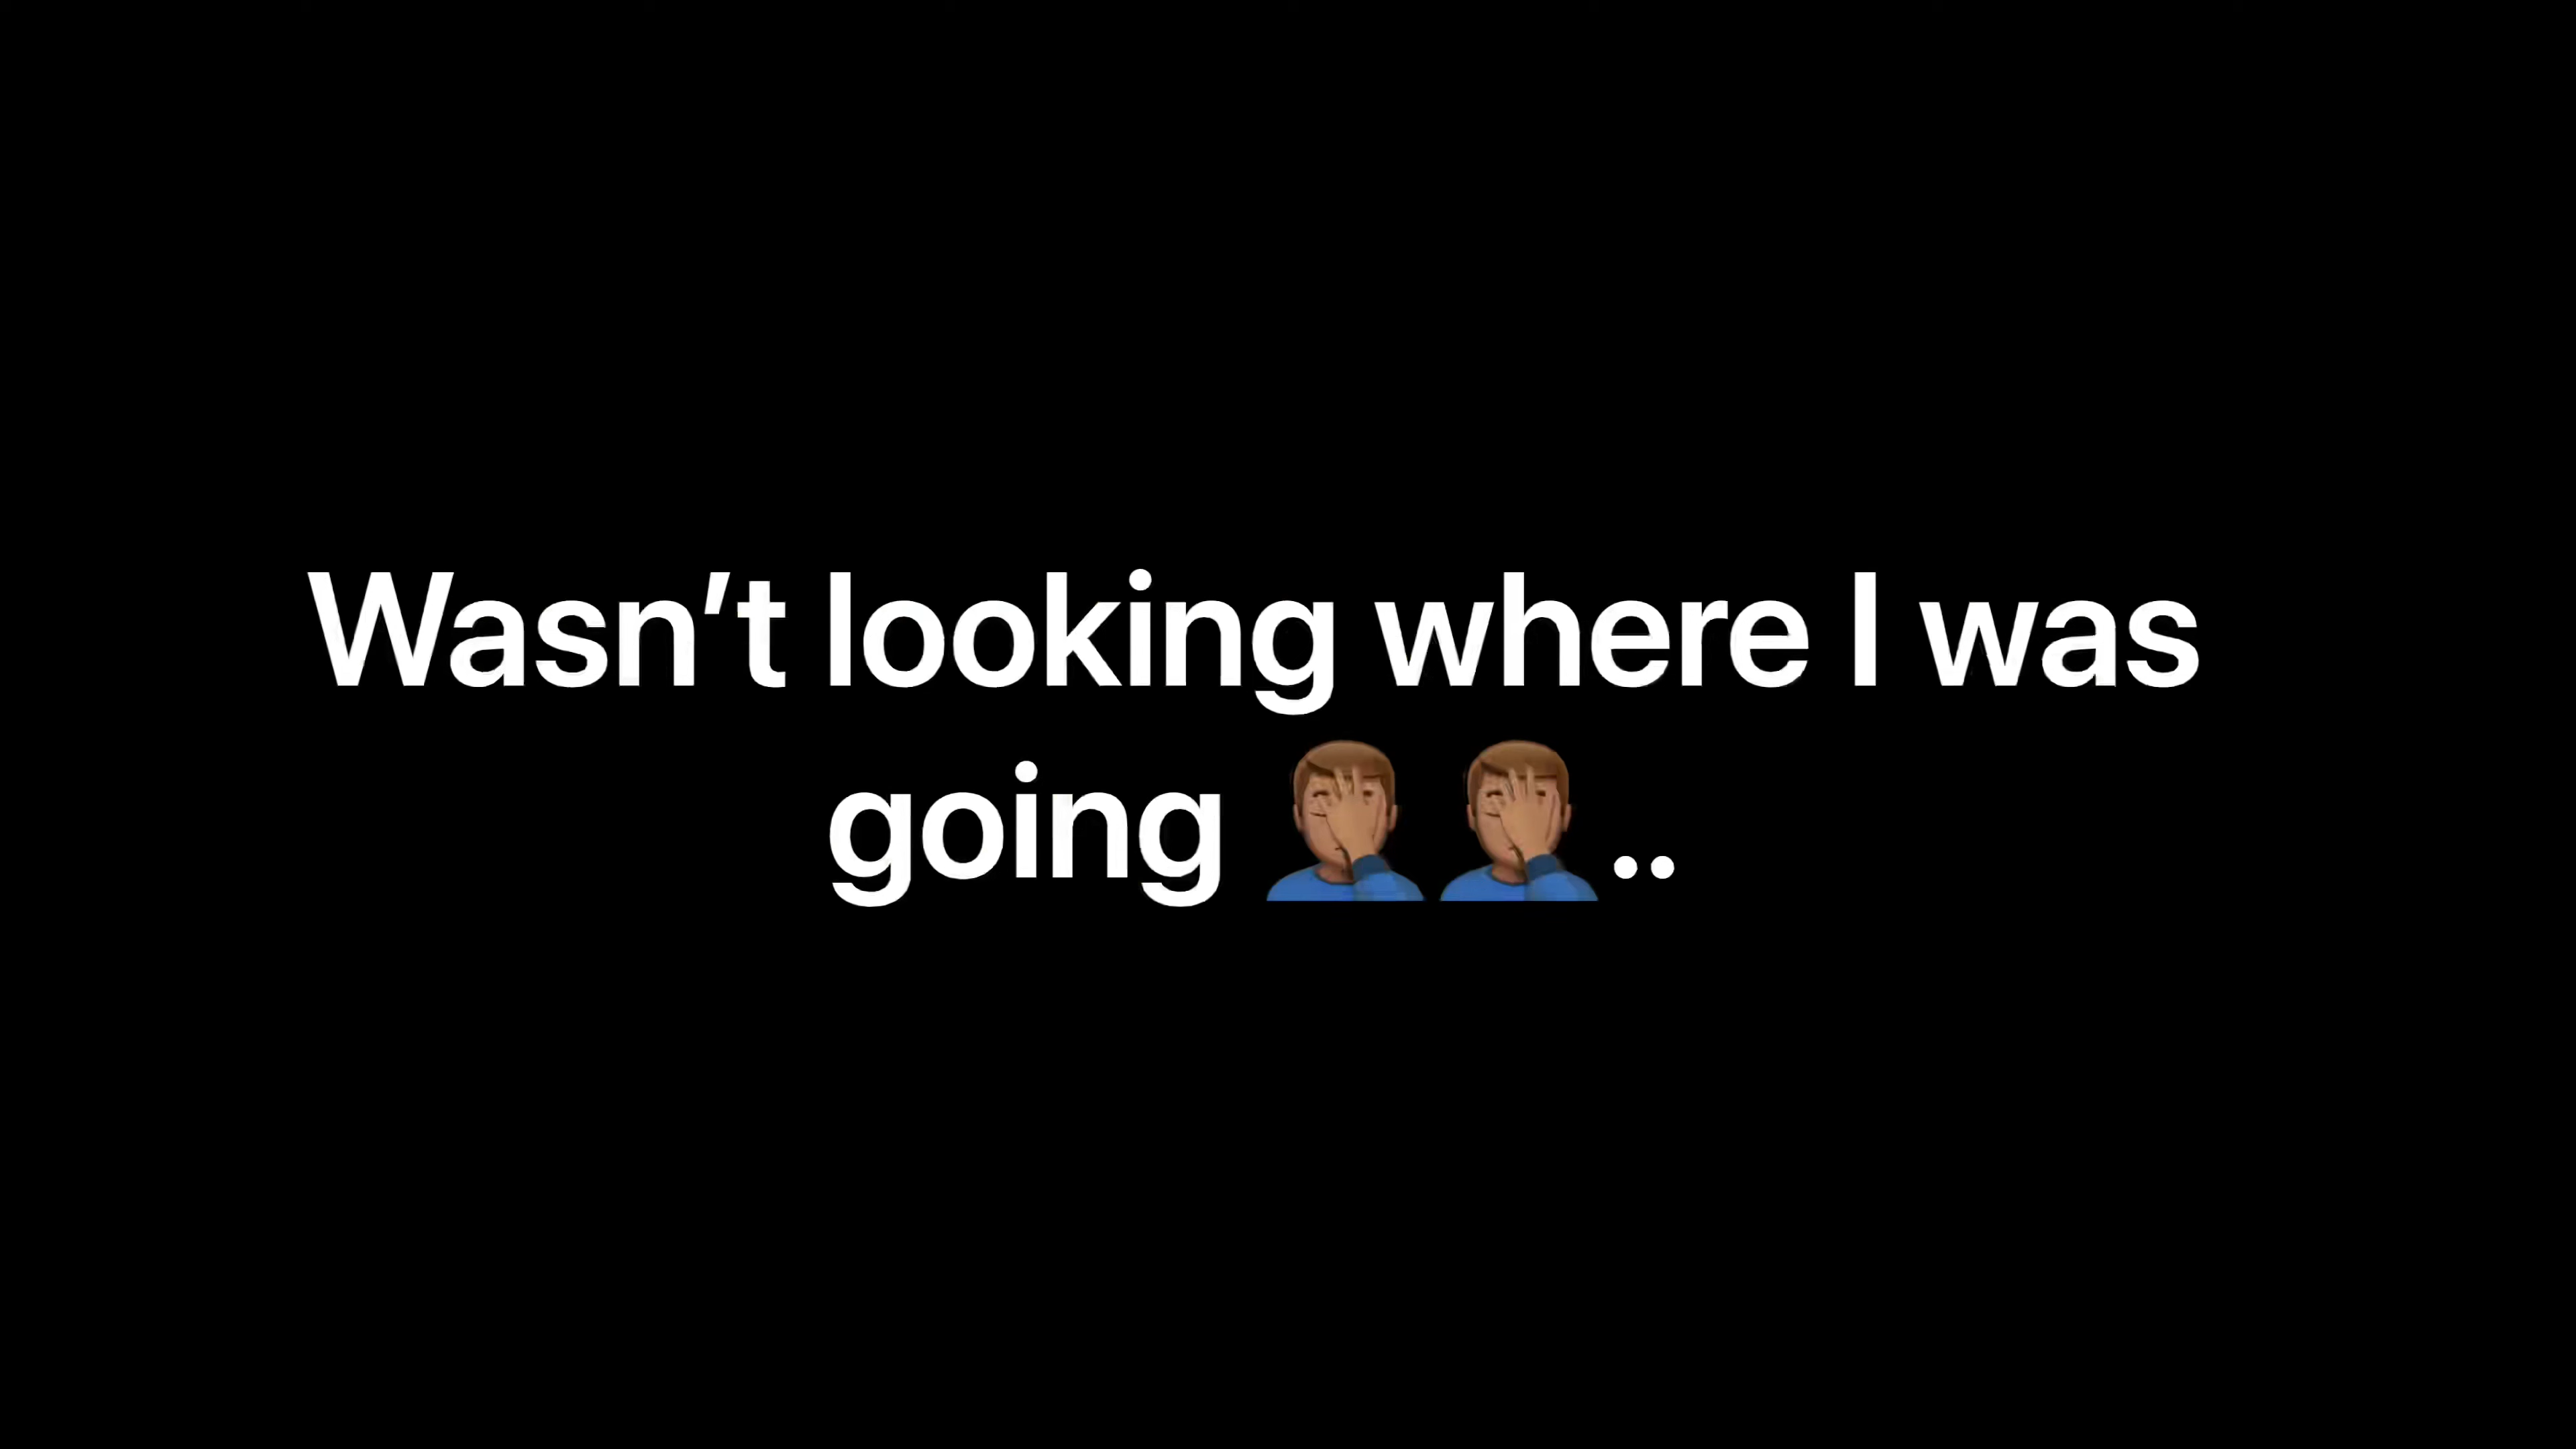 Wasn’t looking where I was
going 🤦🏽‍♂️🤦🏽‍♂️..